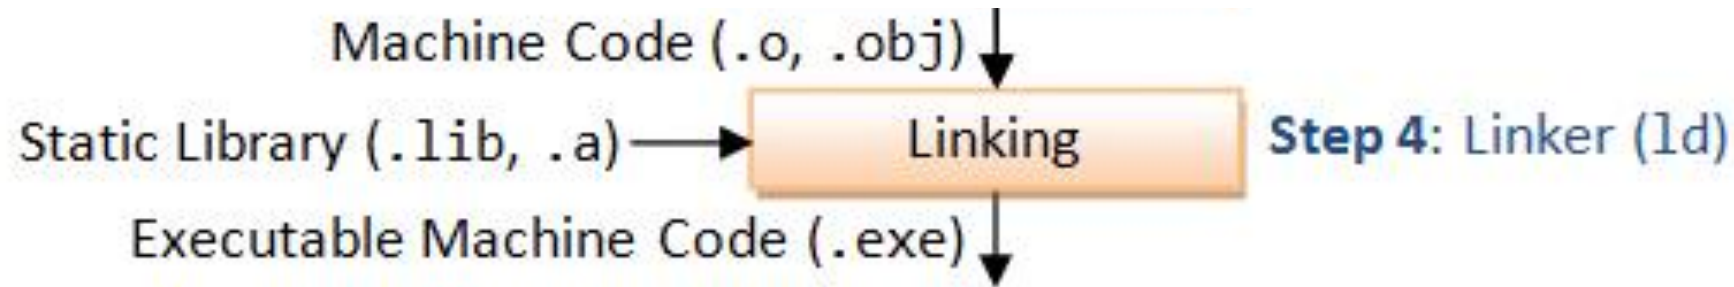 Machine Code (.o, .obj)
Static Library (.lib, .a)
Linking
Step 4: Linker (ld)
Executable Machine Code (.exe)